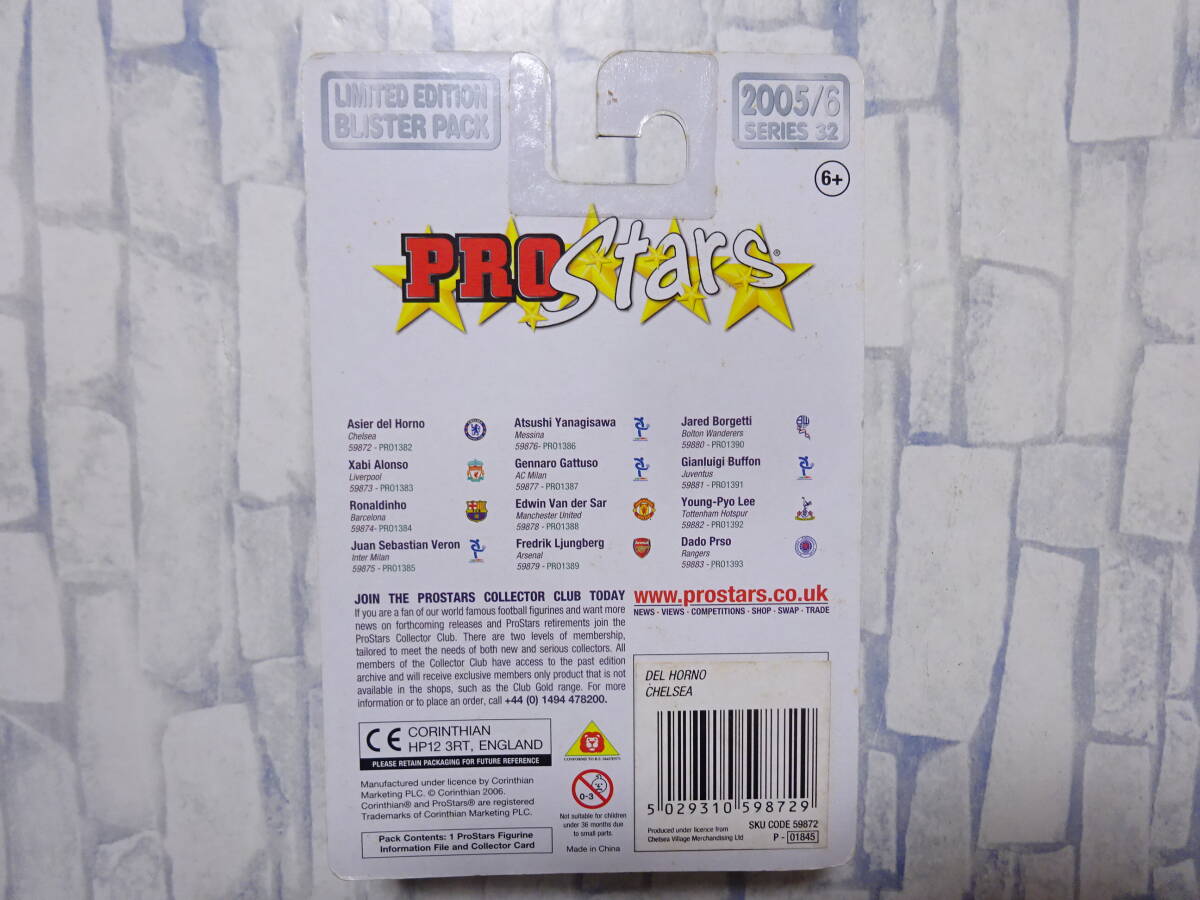 LIMITED EDITION
BLISTER PACK
2005/6
SERIES 32
6+
PROStars®
Asier del Horno
Chelsea
59872 - PRO1382
Xabi Alonso
Liverpool
59873 - PRO1383
Ronaldinho
Barcelona
59874- PRO1384
Juan Sebastian Veron
Inter Milan
59875 - PRO1385
Atsushi Yanagisawa
Messina
59876- PRO1386
Gennaro Gattuso
AC Milan
59877 - PRO1387
Edwin Van der Sar
Manchester United
59878 - PRO1388
Fredrik Ljungberg
Arsenal
59879 - PRO1389
Jared Borgetti
Bolton Wanderers
59880 - PRO1390
Gianluigi Buffon
Juventus
59881 - PRO1391
Young-Pyo Lee
Tottenham Hotspur
59882 - PRO1392
Dado Prso
Rangers
59883 - PRO1393
JOIN THE PROSTARS COLLECTOR CLUB TODAY
If you are a fan of our world famous football figurines and want more
news on forthcoming releases and ProStars retirements join the
ProStars Collector Club. There are two levels of membership,
tailored to meet the needs of both new and serious collectors. All
members of the Collector Club have access to the past edition
archive and will receive exclusive members only product that is not
available in the shops, such as the Club Gold range. For more
information or to place an order, call +44 (0) 1494 478200.
www.prostars.co.uk
NEWS · VIEWS · COMPETITIONS · SHOP · SWAP · TRADE
CE CORINTHIAN
HP12 3RT, ENGLAND
PLEASE RETAIN PACKAGING FOR FUTURE REFERENCE
Manufactured under licence by Corinthian
Marketing PLC. © Corinthian 2006.
Corinthian® and ProStars® are registered
Trademarks of Corinthian Marketing PLC.
Pack Contents: 1 ProStars Figurine
Information File and Collector Card
0-3
Not suitable for children
under 36 months due
to small parts.
Made in China
DEL HORNO
CHELSEA
5 029310 598729
Produced under licence from
Chelsea Village Merchandising Ltd
SKU CODE 59872
P - 01845